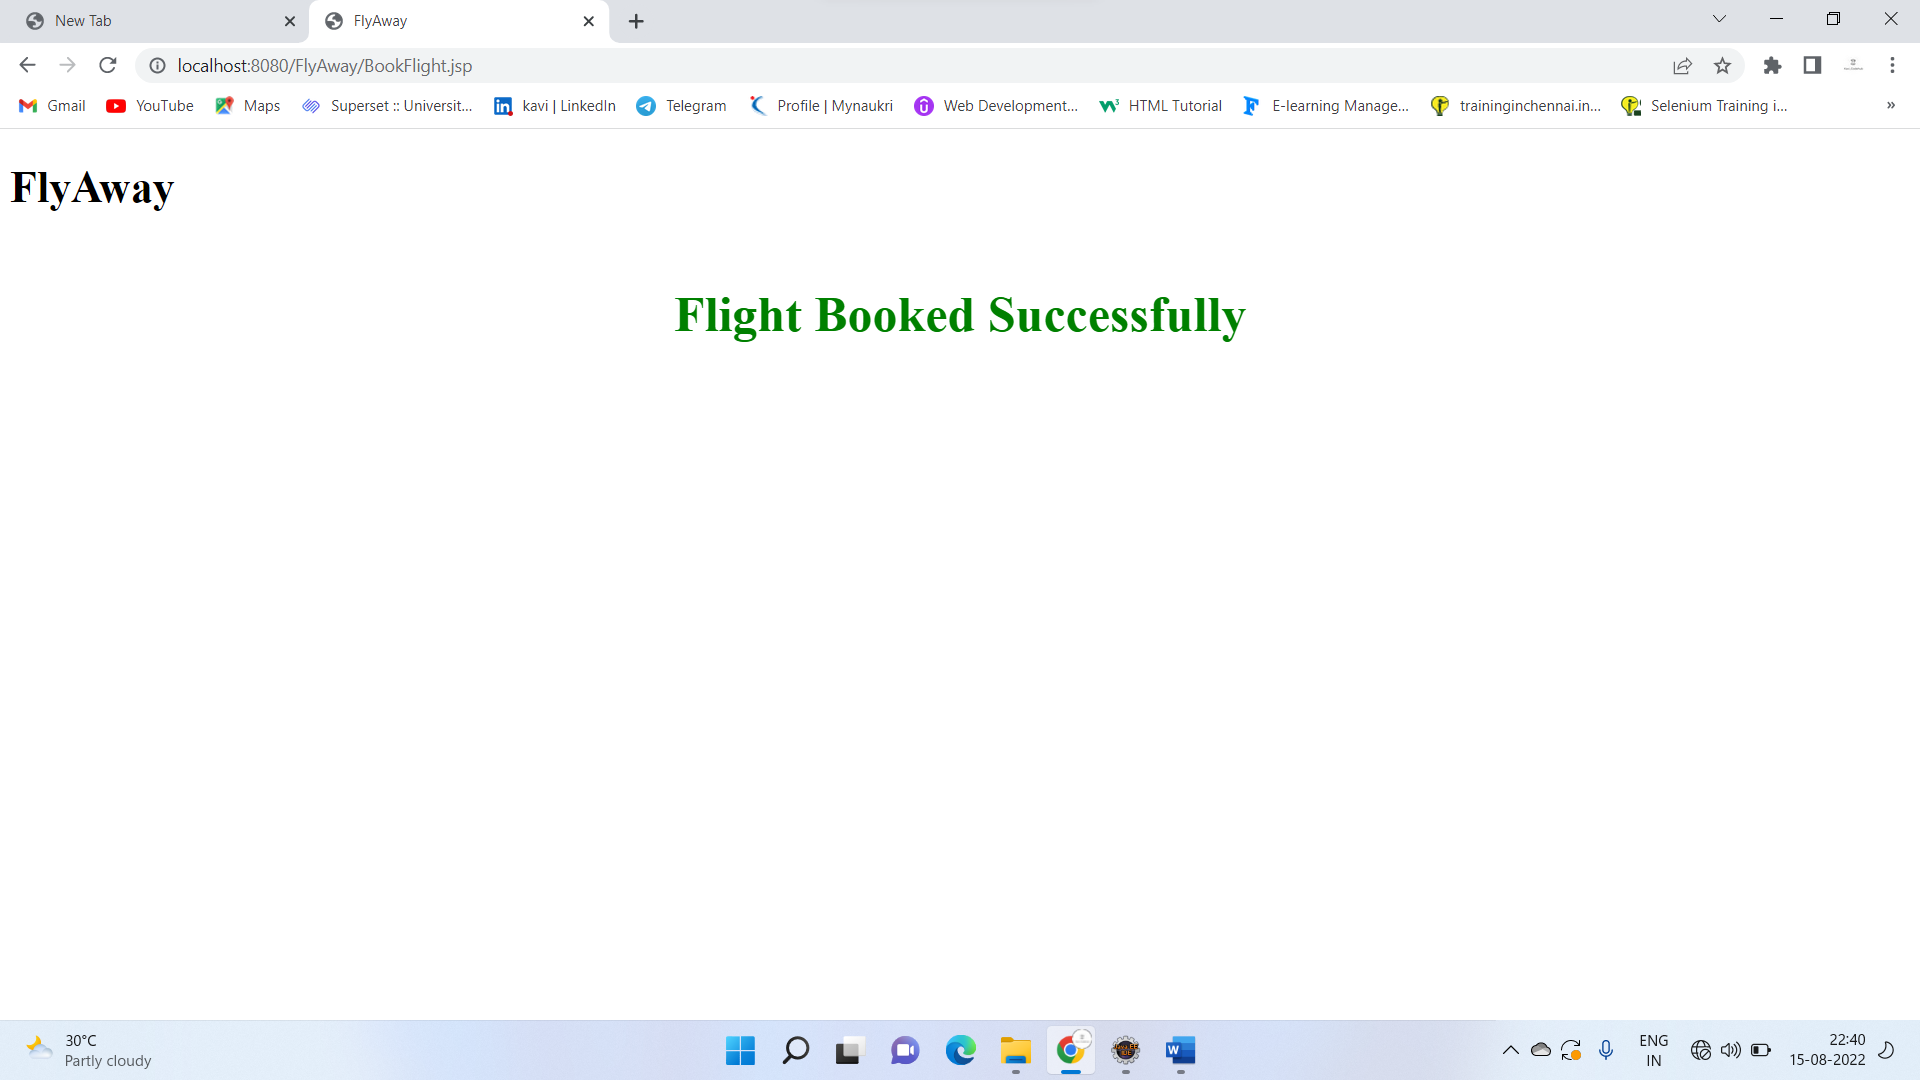 New Tab
FlyAway
localhost:8080/FlyAway/BookFlight.jsp
Gmail
YouTube
Maps
Superset :: Universit...
kavi | LinkedIn
Telegram
Profile | Mynaukri
Web Development...
HTML Tutorial
E-learning Manage...
traininginchennai.in...
Selenium Training i...
»
FlyAway
Flight Booked Successfully
30°C
Partly cloudy
ENG
IN
22:40
15-08-2022